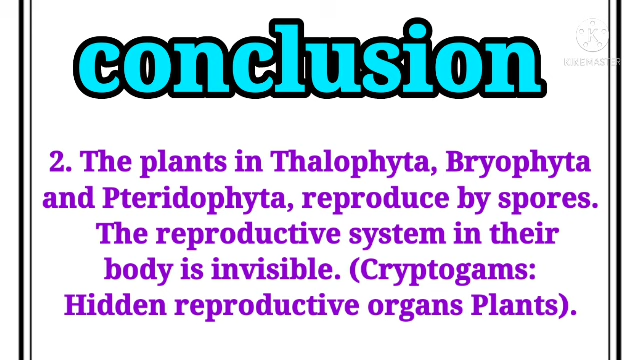 conclusion
KIKEMASTER
2. The plants in Thalophyta, Bryophyta
and Pteridophyta, reproduce by spores.
The reproductive system in their
body is invisible. (Cryptogams:
Hidden reproductive organs Plants).